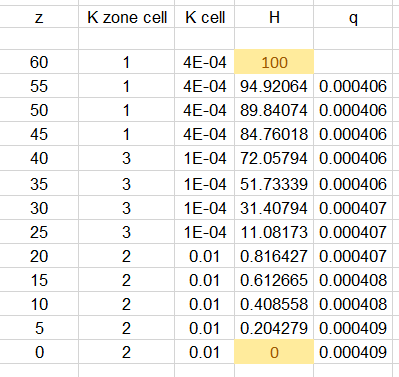 z K zone cell K cell H q
60 1 4E-04 100
55 1 4E-04 94.92064 0.000406
50 1 4E-04 89.84074 0.000406
45 1 4E-04 84.76018 0.000406
40 3 1E-04 72.05794 0.000406
35 3 1E-04 51.73339 0.000406
30 3 1E-04 31.40794 0.000407
25 3 1E-04 11.08173 0.000407
20 2 0.01 0.816427 0.000407
15 2 0.01 0.612665 0.000408
10 2 0.01 0.408558 0.000408
5 2 0.01 0.204279 0.000409
0 2 0.01 0 0.000409